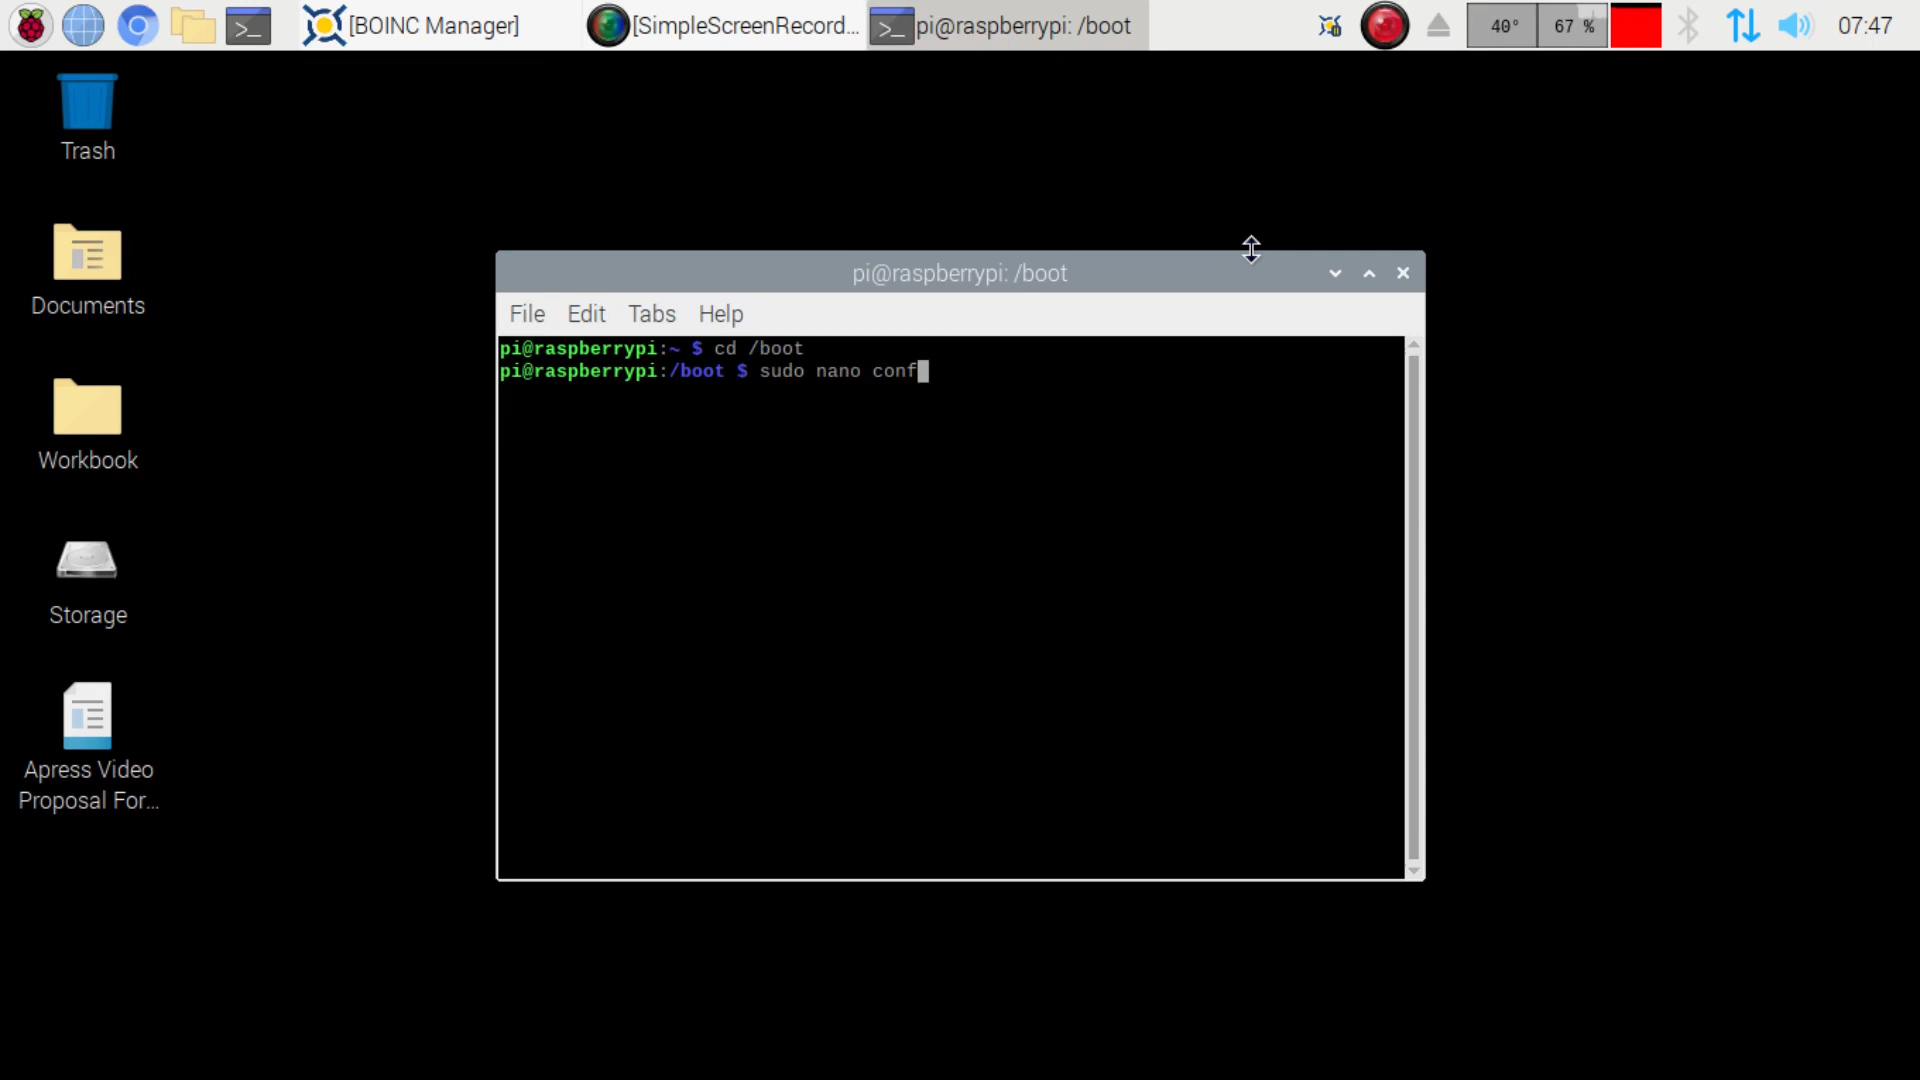 [BOINC Manager]
[SimpleScreenRecord...
pi@raspberrypi: /boot
40°
67 %
07:47
Trash
Documents
Workbook
Storage
Apress Video
Proposal For...
pi@raspberrypi: /boot
File Edit Tabs Help
pi@raspberrypi:~ $ cd /boot
pi@raspberrypi:/boot $ sudo nano conf